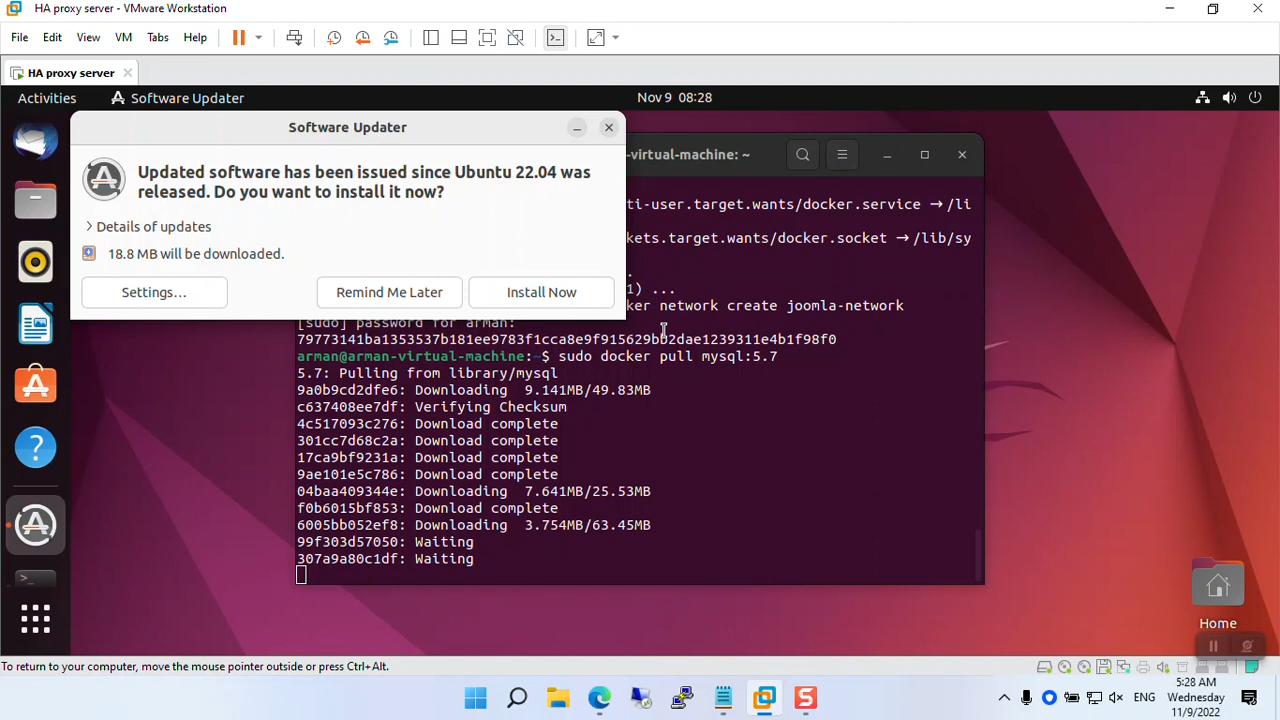 HA proxy server - VMware Workstation
File Edit View VM Tabs Help
HA proxy server
Activities Software Updater Nov 9 08:28
Software Updater
Updated software has been issued since Ubuntu 22.04 was
released. Do you want to install it now?
Details of updates
18.8 MB will be downloaded.
Settings... Remind Me Later Install Now
-virtual-machine: ~
ti-user.target.wants/docker.service → /li
kets.target.wants/docker.socket → /lib/sy
.
1) ...
ker network create joomla-network
[sudo] password for arman:
79773141ba1353537b181ee9783f1cca8e9f915629bb2dae1239311e4b1f98f0
arman@arman-virtual-machine:~$ sudo docker pull mysql:5.7
5.7: Pulling from library/mysql
9a0b9cd2dfe6: Downloading 9.141MB/49.83MB
c637408ee7df: Verifying Checksum
4c517093c276: Download complete
301cc7d68c2a: Download complete
17ca9bf9231a: Download complete
9ae101e5c786: Download complete
04baa409344e: Downloading 7.641MB/25.53MB
f0b6015bf853: Download complete
6005bb052ef8: Downloading 3.754MB/63.45MB
99f303d57050: Waiting
307a9a80c1df: Waiting
Home
To return to your computer, move the mouse pointer outside or press Ctrl+Alt.
ENG
5:28 AM
Wednesday
11/9/2022